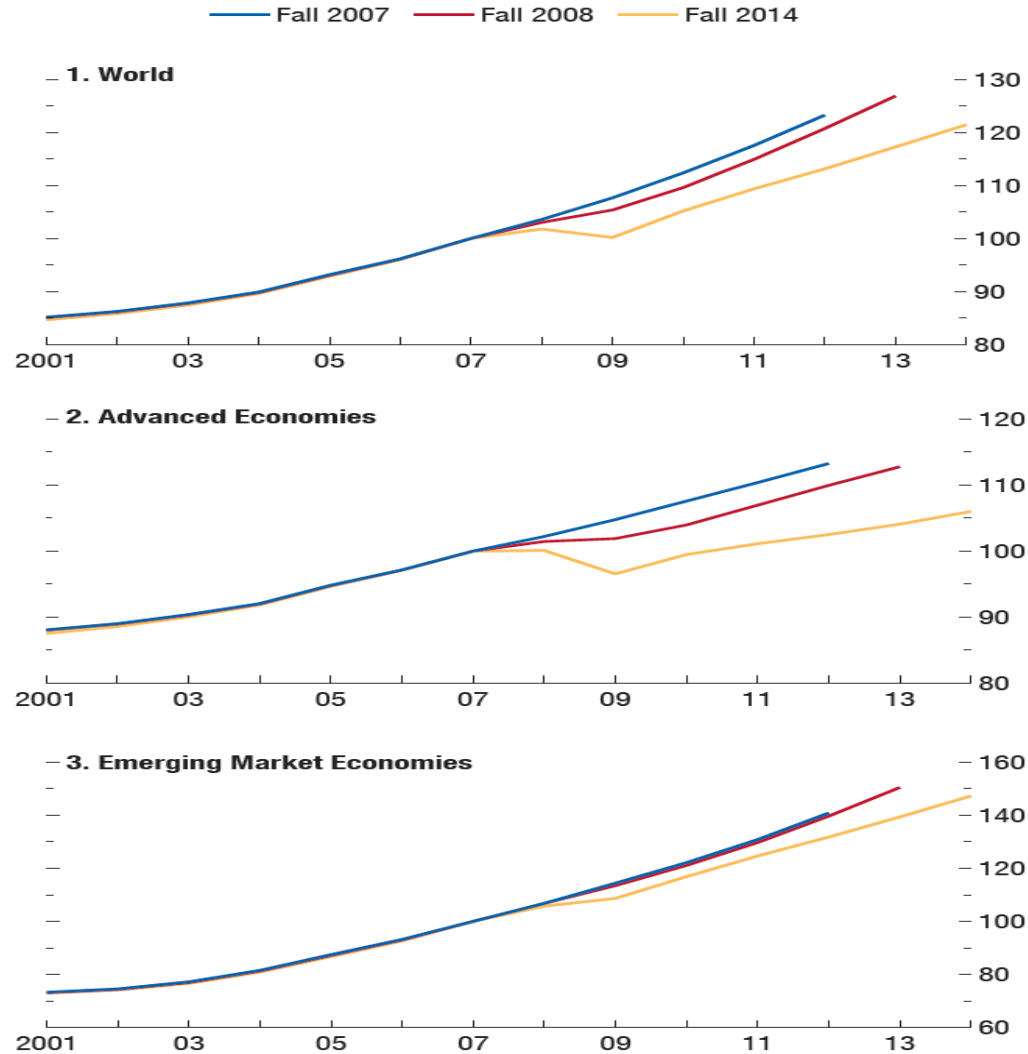 Fall 2007 Fall 2008 Fall 2014
1. World
130
120
110
100
90
80
2001 03 05 07 09 11 13
2. Advanced Economies
120
110
100
90
80
2001 03 05 07 09 11 13
3. Emerging Market Economies
160
140
120
100
80
60
2001 03 05 07 09 11 13